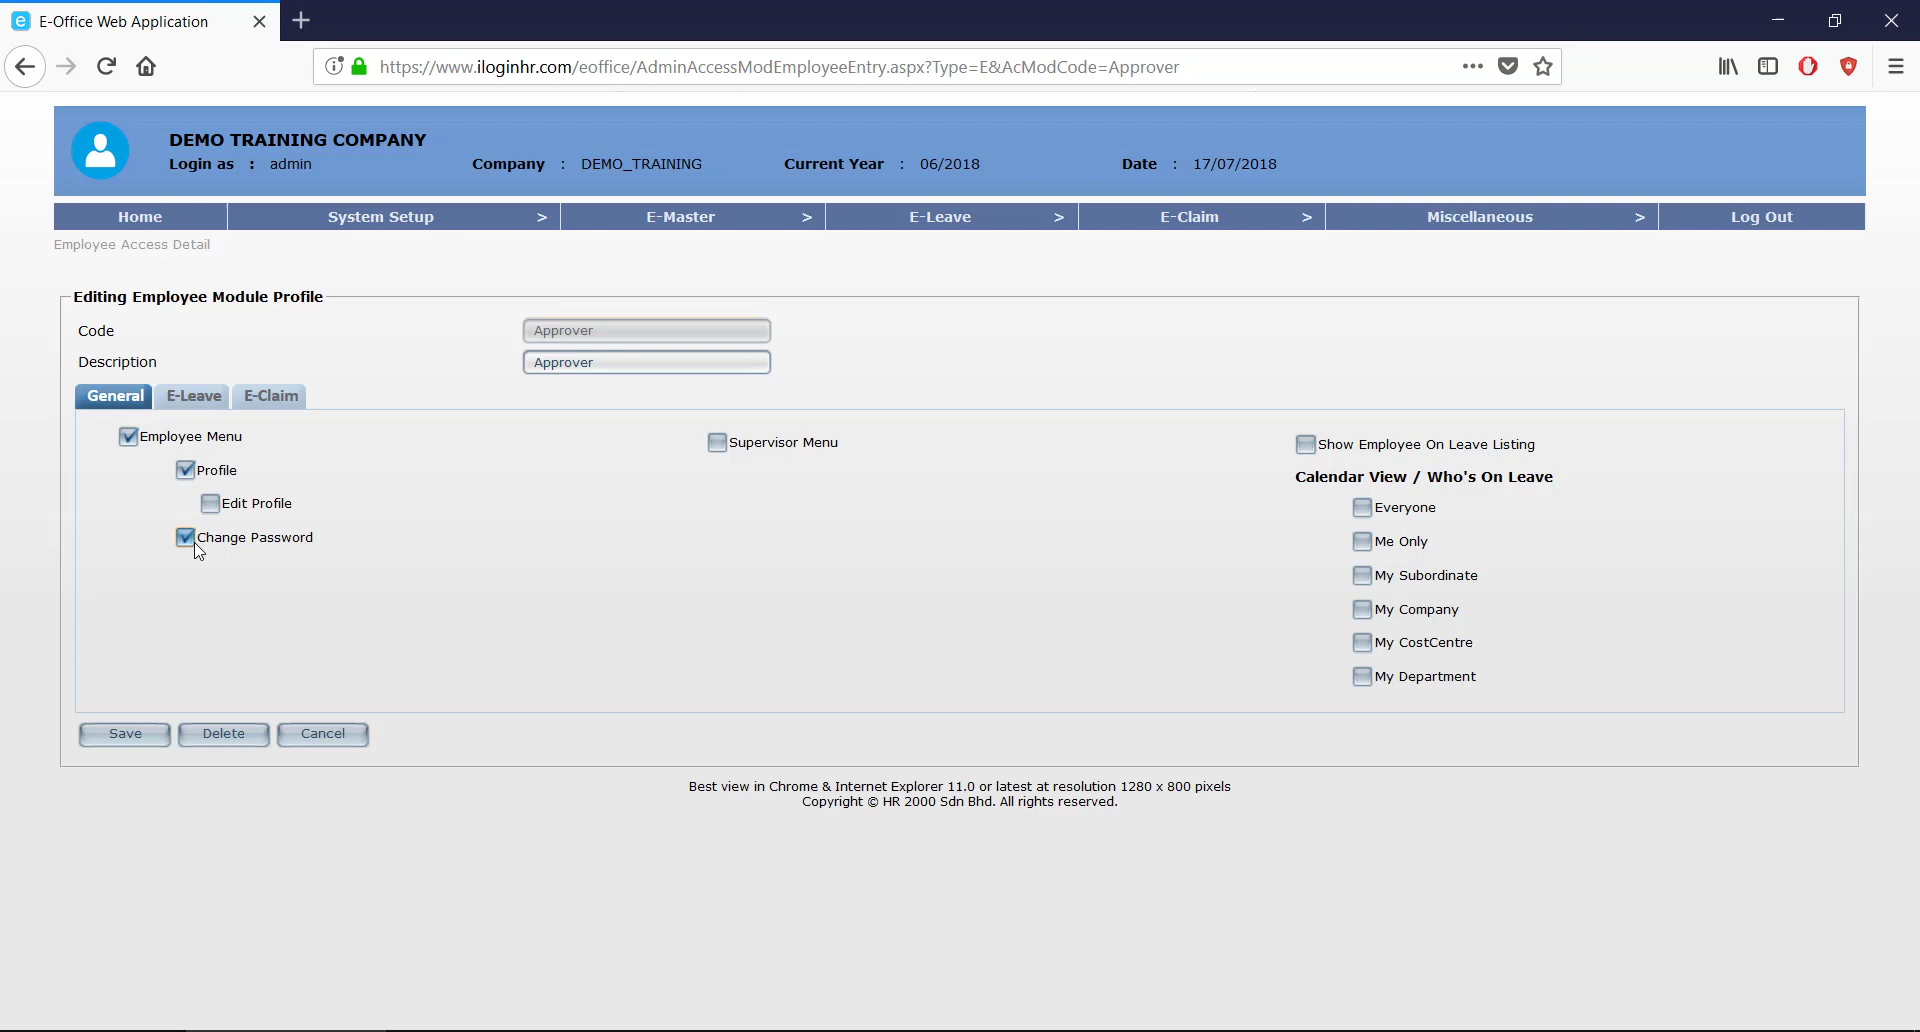 E-Office Web Application
https://www.iloginhr.com/eoffice/AdminAccessModEmployeeEntry.aspx?Type=E&AcModCode=Approver
DEMO TRAINING COMPANY
Login as : admin Company : DEMO_TRAINING Current Year : 06/2018 Date : 17/07/2018
Home System Setup > E-Master > E-Leave > E-Claim > Miscellaneous > Log Out
Employee Access Detail
Editing Employee Module Profile
Code Approver
Description Approver
General E-Leave E-Claim
Employee Menu Supervisor Menu Show Employee On Leave Listing
Profile Calendar View / Who's On Leave
Edit Profile Everyone
Change Password Me Only
My Subordinate
My Company
My CostCentre
My Department
Save Delete Cancel
Best view in Chrome & Internet Explorer 11.0 or latest at resolution 1280 x 800 pixels
Copyright © HR 2000 Sdn Bhd. All rights reserved.